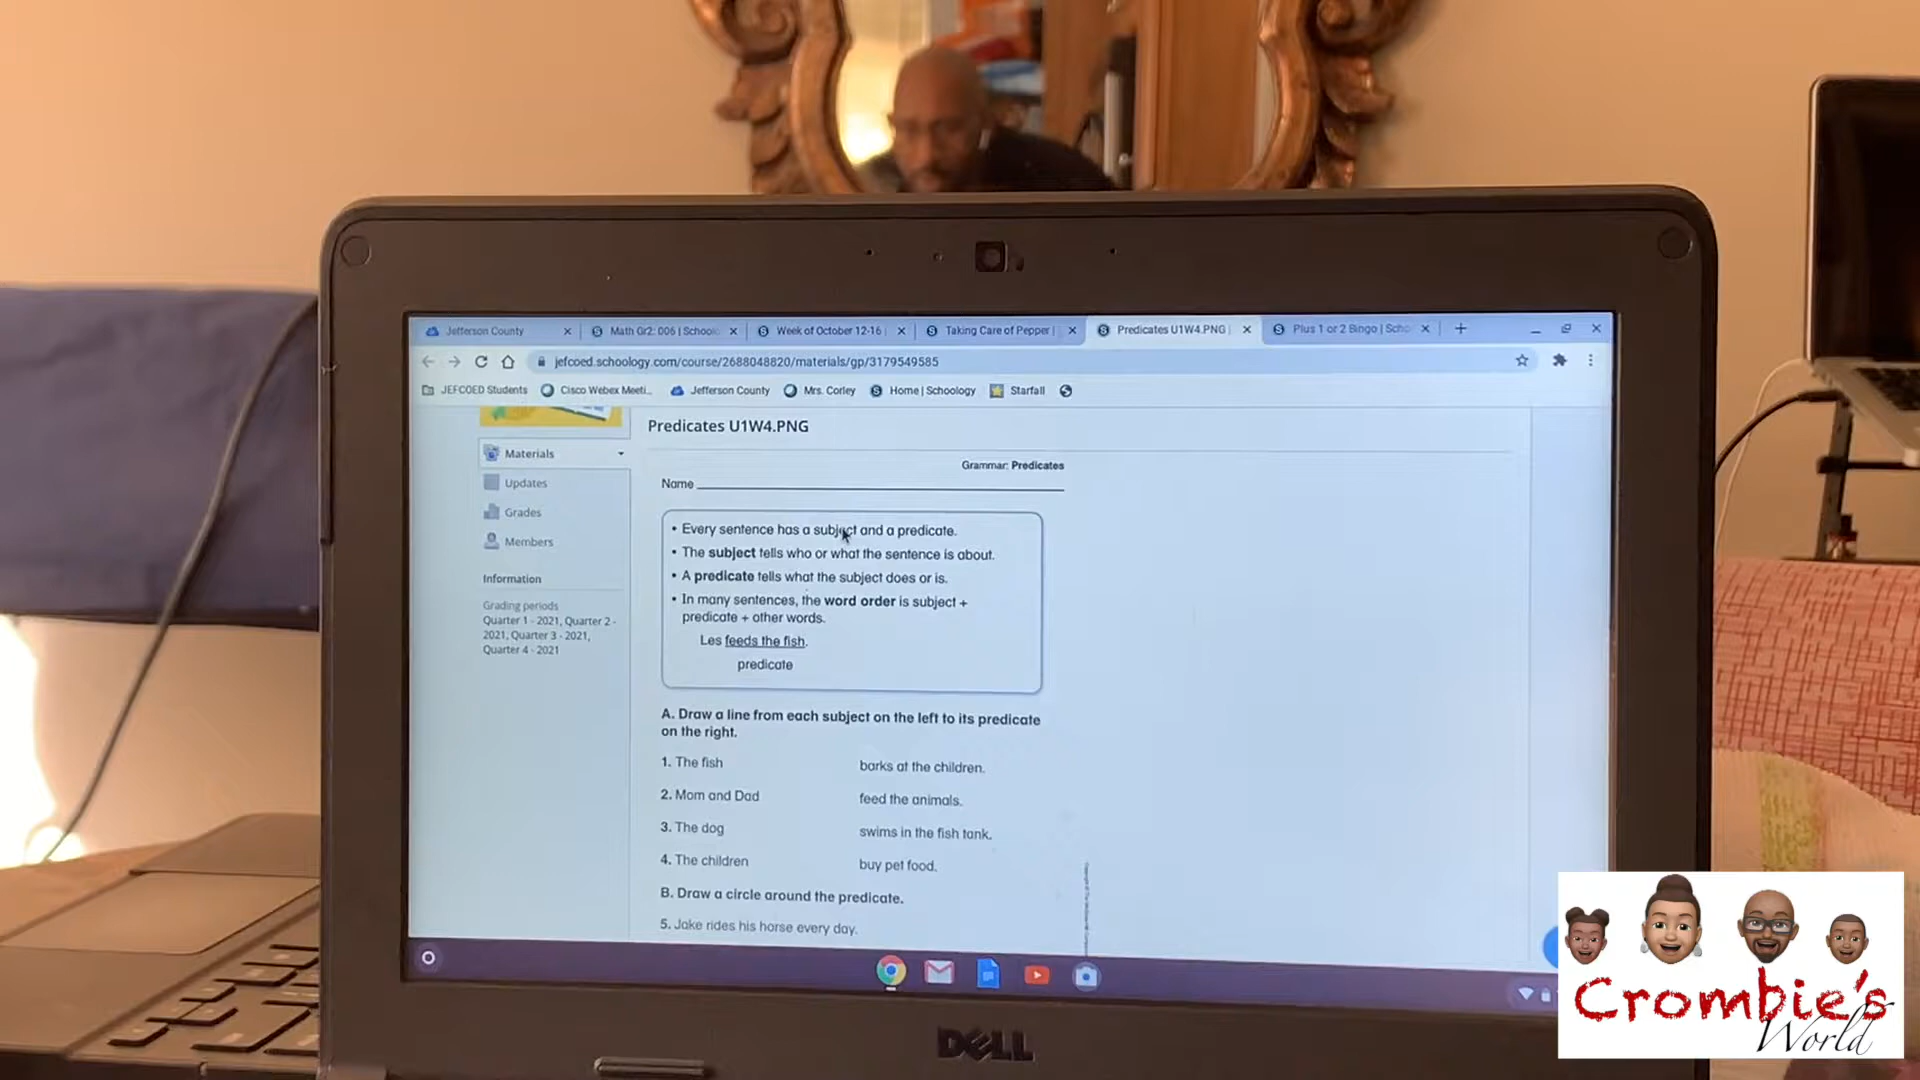 Jefferson County
Math Gr2: 006 | Schoolo
Week of October 12-16
Taking Care of Pepper |
Predicates U1W4.PNG
Plus 1 or 2 Bingo | Scho
jefcoed.schoology.com/course/2688048820/materials/gp/3179549585
JEFCOED Students
Cisco Webex Meeti...
Jefferson County
Mrs. Corley
Home | Schoology
Starfall
Materials
Updates
Grades
Members
Information
Grading periods
Quarter 1 - 2021, Quarter 2 -
2021, Quarter 3 - 2021,
Quarter 4 - 2021
Predicates U1W4.PNG
Grammar: Predicates
Name
• Every sentence has a subject and a predicate.
• The subject tells who or what the sentence is about.
• A predicate tells what the subject does or is.
• In many sentences, the word order is subject +
predicate + other words.
Les feeds the fish.
predicate
A. Draw a line from each subject on the left to its predicate
on the right.
1. The fish barks at the children.
2. Mom and Dad feed the animals.
3. The dog swims in the fish tank.
4. The children buy pet food.
B. Draw a circle around the predicate.
5. Jake rides his horse every day.
DELL
Crombie's
World